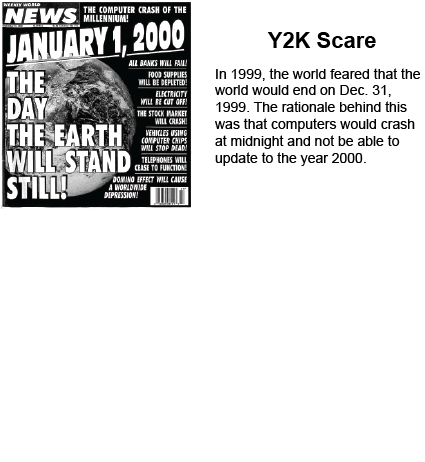 WEEKLY WORLD
NEWS
THE COMPUTER CRASH OF THE
MILLENNIUM!
JANUARY 1, 2000
ALL BANKS WILL FAIL!
FOOD SUPPLIES
WILL BE DEPLETED!
ELECTRICITY
WILL BE CUT OFF!
THE STOCK MARKET
WILL CRASH!
VEHICLES USING
COMPUTER CHIPS
WILL STOP DEAD!
TELEPHONES WILL
CEASE TO FUNCTION!
DOMINO EFFECT WILL CAUSE
A WORLDWIDE
DEPRESSION!
THE
DAY
THE EARTH
WILL STAND
STILL!
Y2K Scare
In 1999, the world feared that the
world would end on Dec. 31,
1999. The rationale behind this
was that computers would crash
at midnight and not be able to
update to the year 2000.